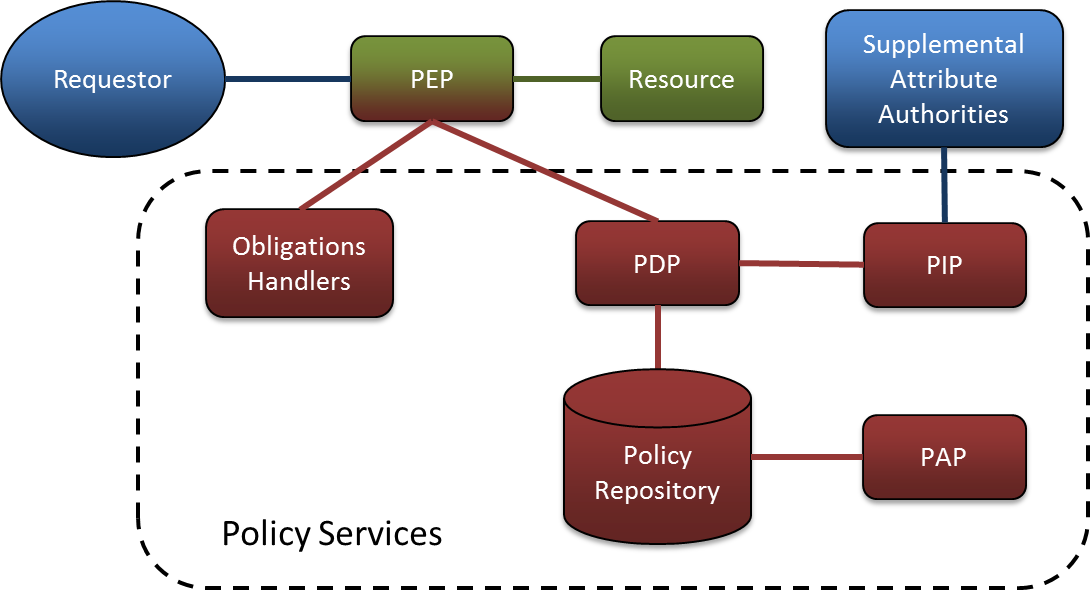 Requestor
PEP
Resource
Supplemental
Attribute
Authorities
Obligations
Handlers
PDP
PIP
Policy
Repository
PAP
Policy Services